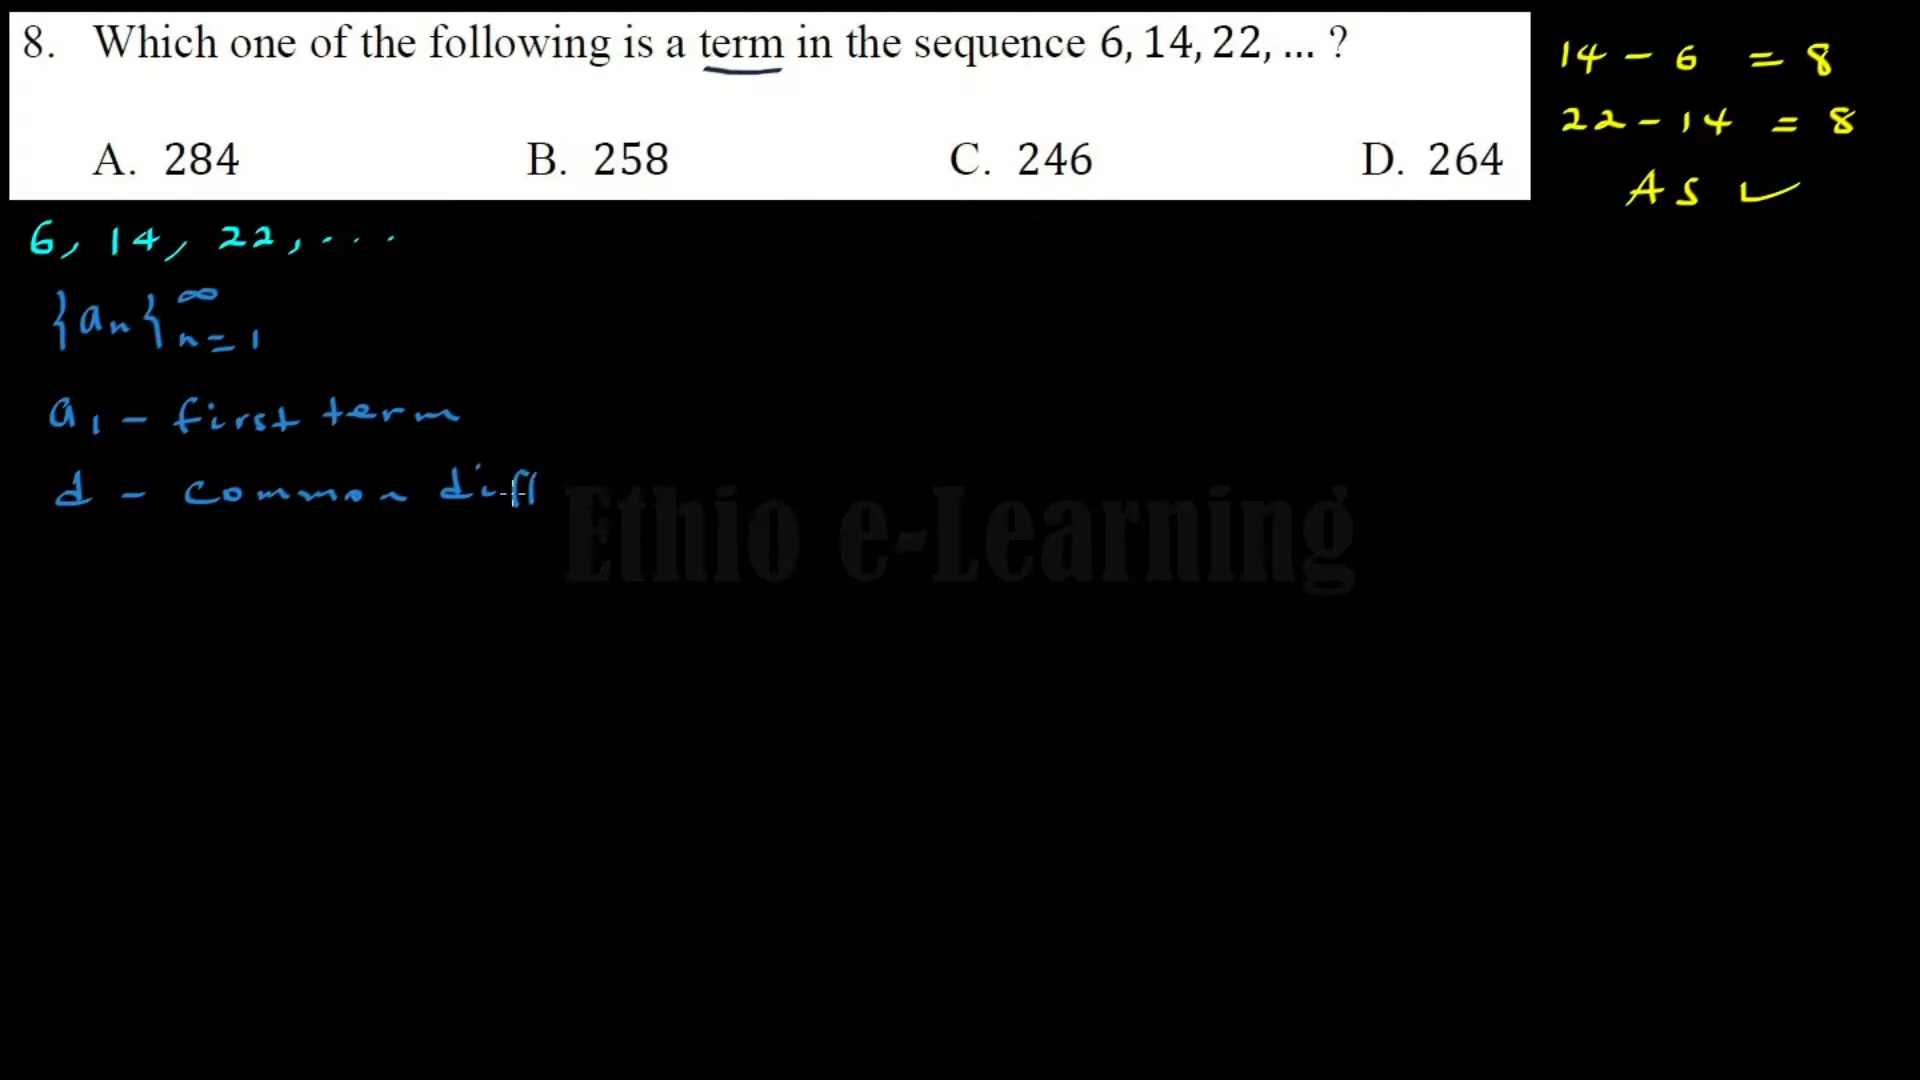 8. Which one of the following is a term in the sequence 6, 14, 22, ... ?
A. 284 B. 258 C. 246 D. 264
14 - 6 = 8
22 - 14 = 8
AS ✓
6, 14, 22, ...
{an}∞n=1
a1 - first term
d - common diff
Ethio e-Learning